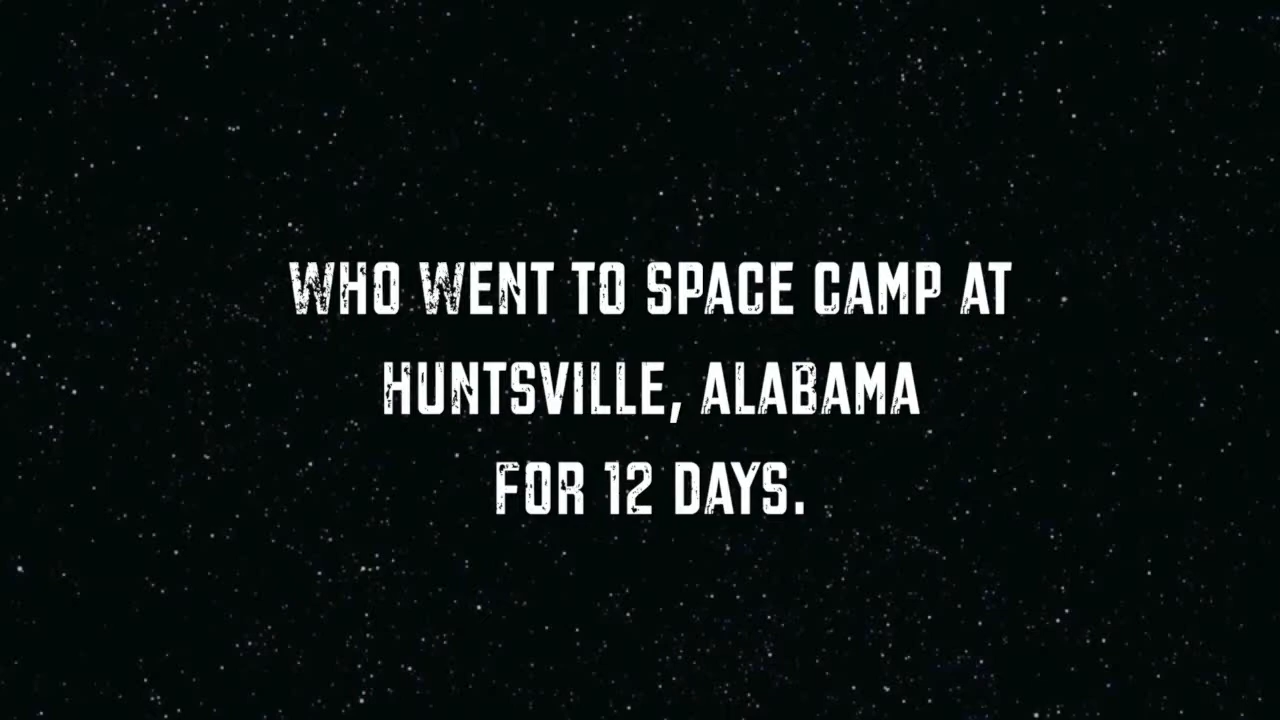 WHO WENT TO SPACE CAMP AT
HUNTSVILLE, ALABAMA
FOR 12 DAYS.